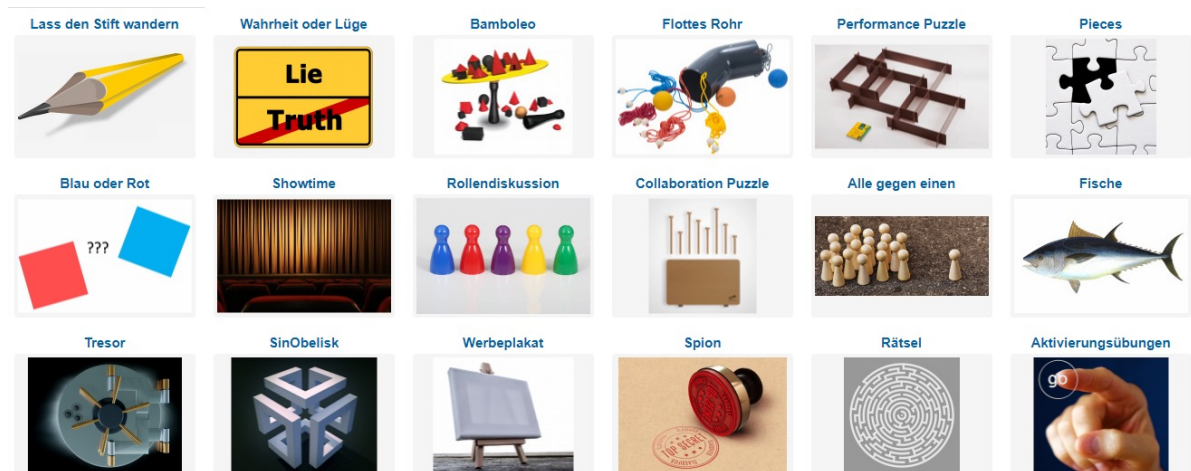 Lass den Stift wandern
Wahrheit oder Lüge
Bamboleo
Flottes Rohr
Performance Puzzle
Pieces
Lie
Truth
Blau oder Rot
Showtime
Rollendiskussion
Collaboration Puzzle
Alle gegen einen
Fische
???
Tresor
SinObelisk
Werbeplakat
Spion
Rätsel
Aktivierungsübungen
TOP SECRET
go